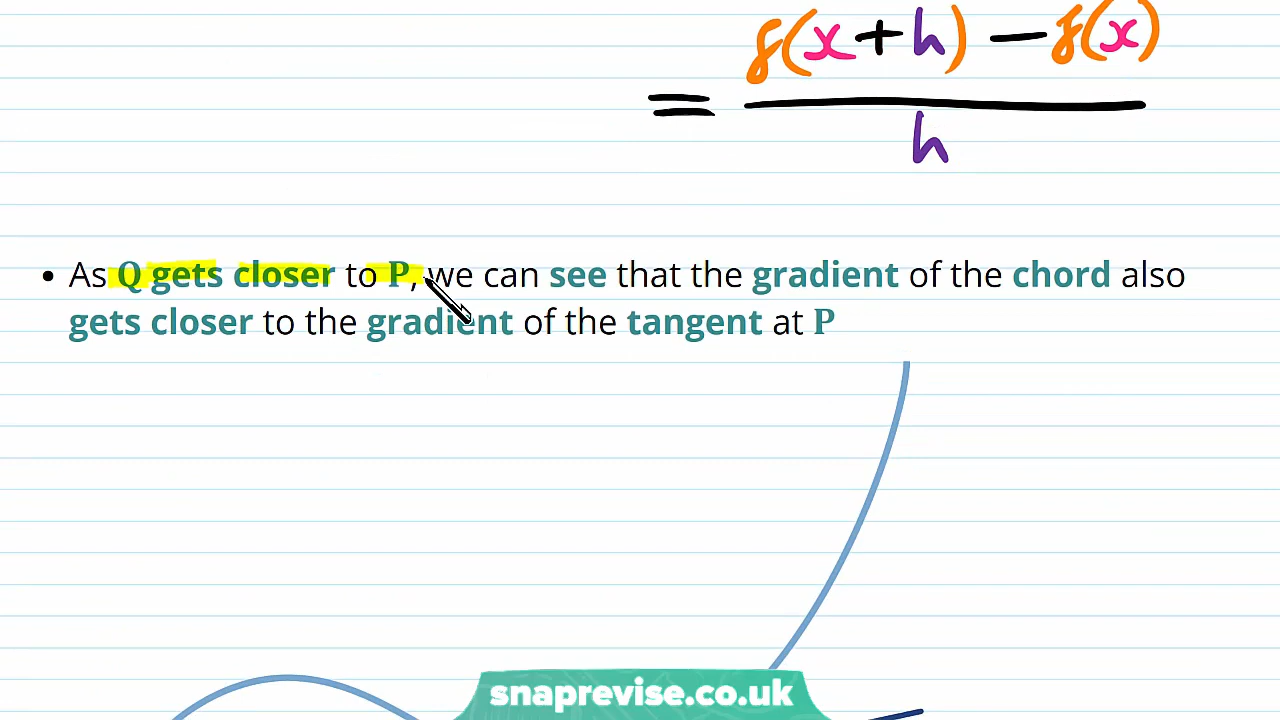 f(x+h) − f(x)
=
h
• As Q gets closer to P, we can see that the gradient of the chord also
gets closer to the gradient of the tangent at P
snaprevise.co.uk